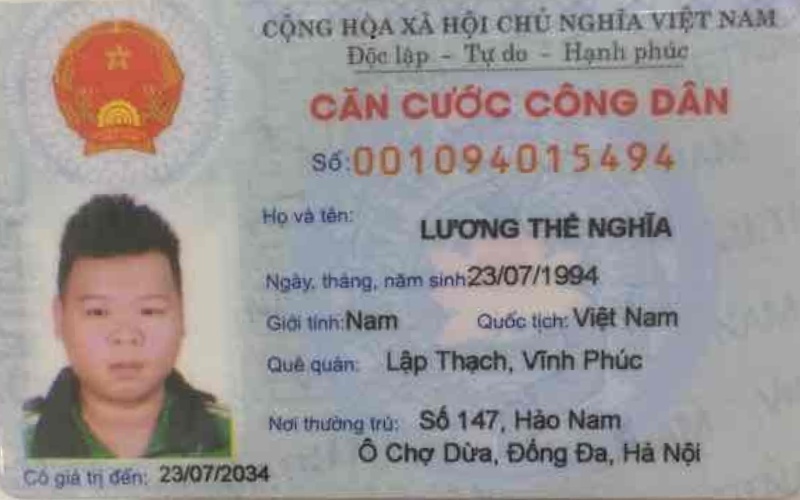 CỘNG HÒA XÃ HỘI CHỦ NGHĨA VIỆT NAM
Độc lập - Tự do - Hạnh phúc
CĂN CƯỚC CÔNG DÂN
Số: 001094015494
Họ và tên:
LƯƠNG THẾ NGHĨA
Ngày, tháng, năm sinh: 23/07/1994
Giới tính: Nam Quốc tịch: Việt Nam
Quê quán: Lập Thạch, Vĩnh Phúc
Nơi thường trú: Số 147, Hào Nam
Ô Chợ Dừa, Đống Đa, Hà Nội
Có giá trị đến: 23/07/2034